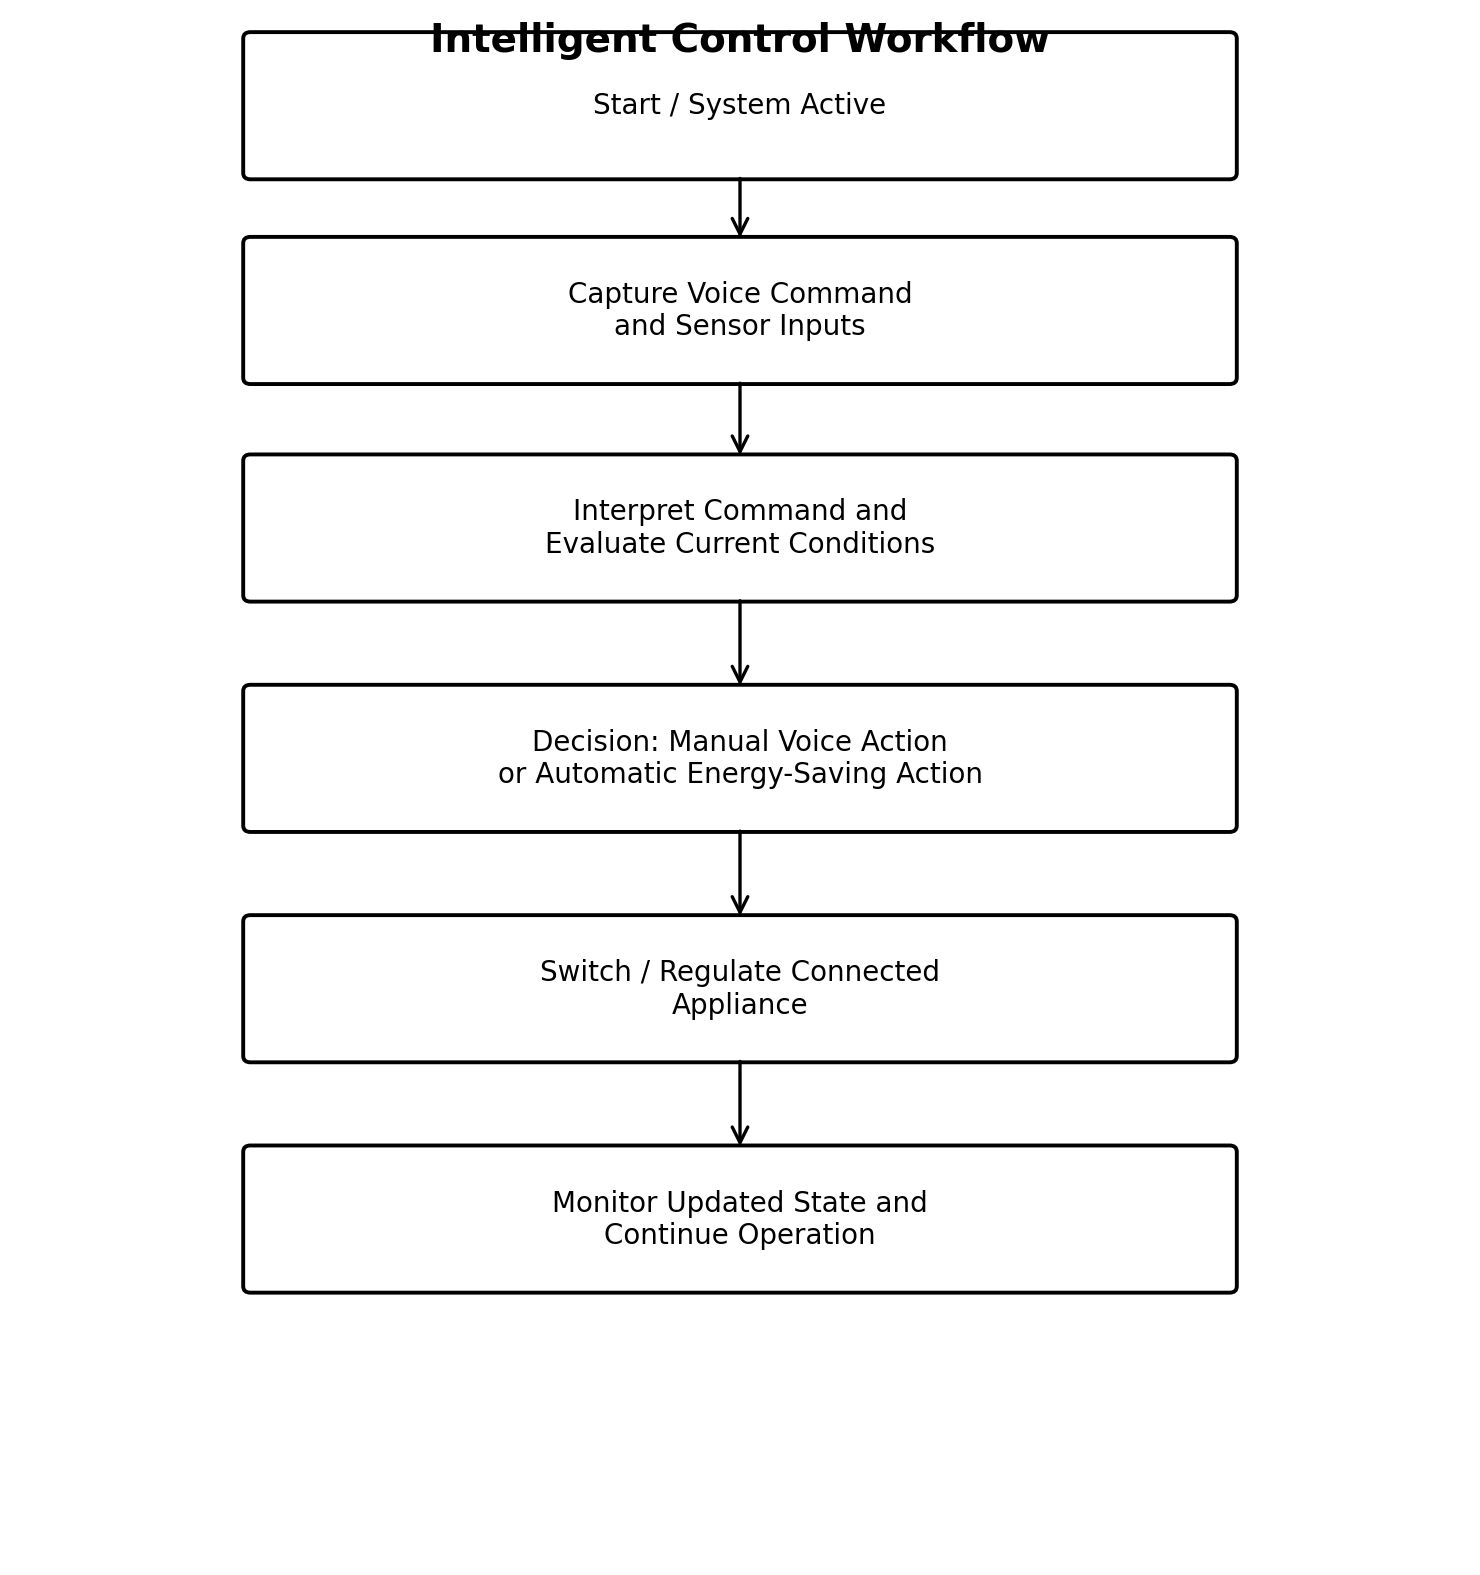 Intelligent Control Workflow
Start / System Active
Capture Voice Command
and Sensor Inputs
Interpret Command and
Evaluate Current Conditions
Decision: Manual Voice Action
or Automatic Energy-Saving Action
Switch / Regulate Connected
Appliance
Monitor Updated State and
Continue Operation